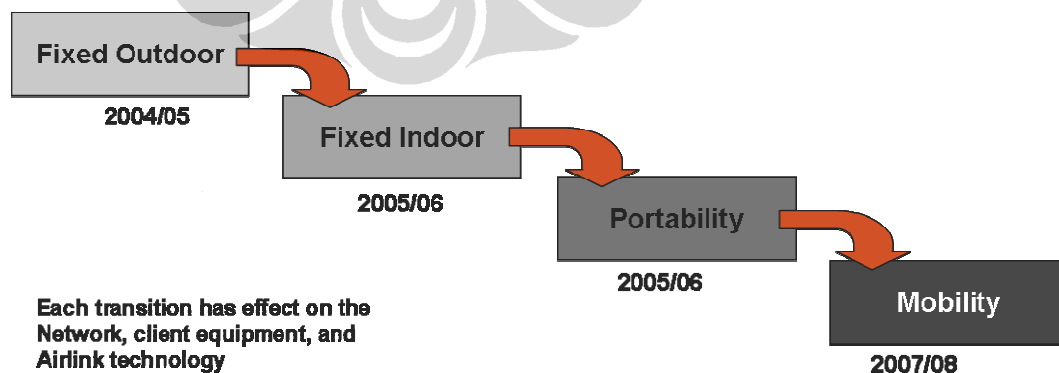 Fixed Outdoor
2004/05
Fixed Indoor
2005/06
Portability
2005/06
Mobility
2007/08
Each transition has effect on the
Network, client equipment, and
Airlink technology